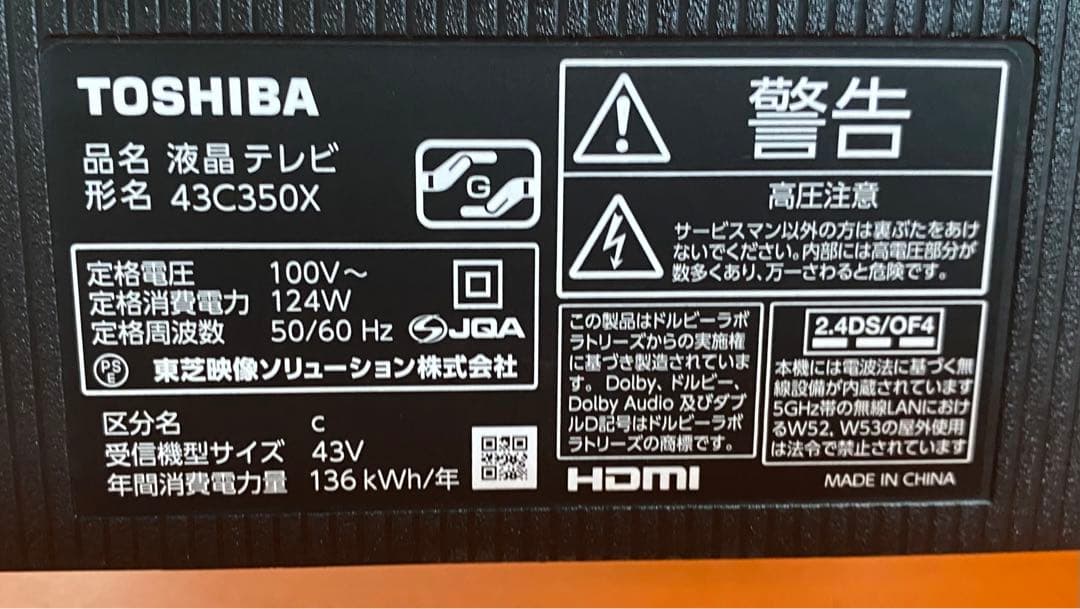 TOSHIBA
品名 液晶テレビ
形名 43C350X
G
定格電圧 100V～
定格消費電力 124W
定格周波数 50/60 Hz
JQA
PSE
東芝映像ソリューション株式会社
区分名 c
受信機型サイズ 43V
年間消費電力量 136 kWh/年
警告
高圧注意
サービスマン以外の方は裏ぶたをあけ
ないでください。内部には高電圧部分が
数多くあり、万一さわると危険です。
この製品はドルビーラボ
ラトリーズからの実施権
に基づき製造されていま
す。Dolby、ドルビー、
Dolby Audio 及びダブ
ルD記号はドルビーラボ
ラトリーズの商標です。
2.4DS/OF4
本機には電波法に基づく無
線設備が内蔵されています
5GHz帯の無線LANにおけ
るW52, W53の屋外使用
は法令で禁止されています
HDMI
MADE IN CHINA